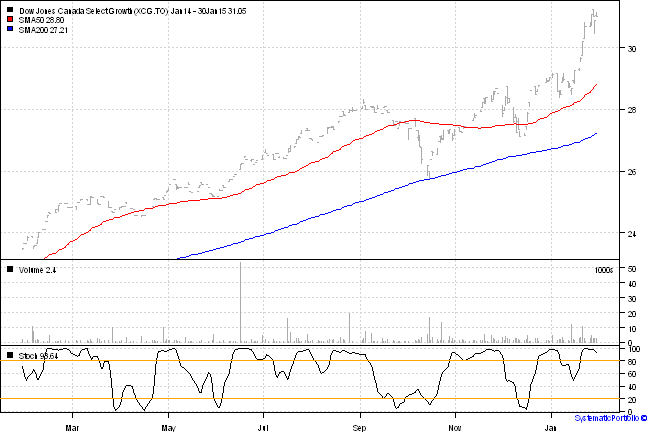 Dow Jones Canada Select Growth (XCG.TO) Jan 14 - 30Jan 15 31.05
SMA50 28.80
SMA200 27.21
30
28
26
24
Volume 2.4
1000s
50
40
30
20
10
0
Stoch 93.64
100
80
60
40
20
0
Mar May Jul Sep Nov Jan
SystematicPortfolio ©